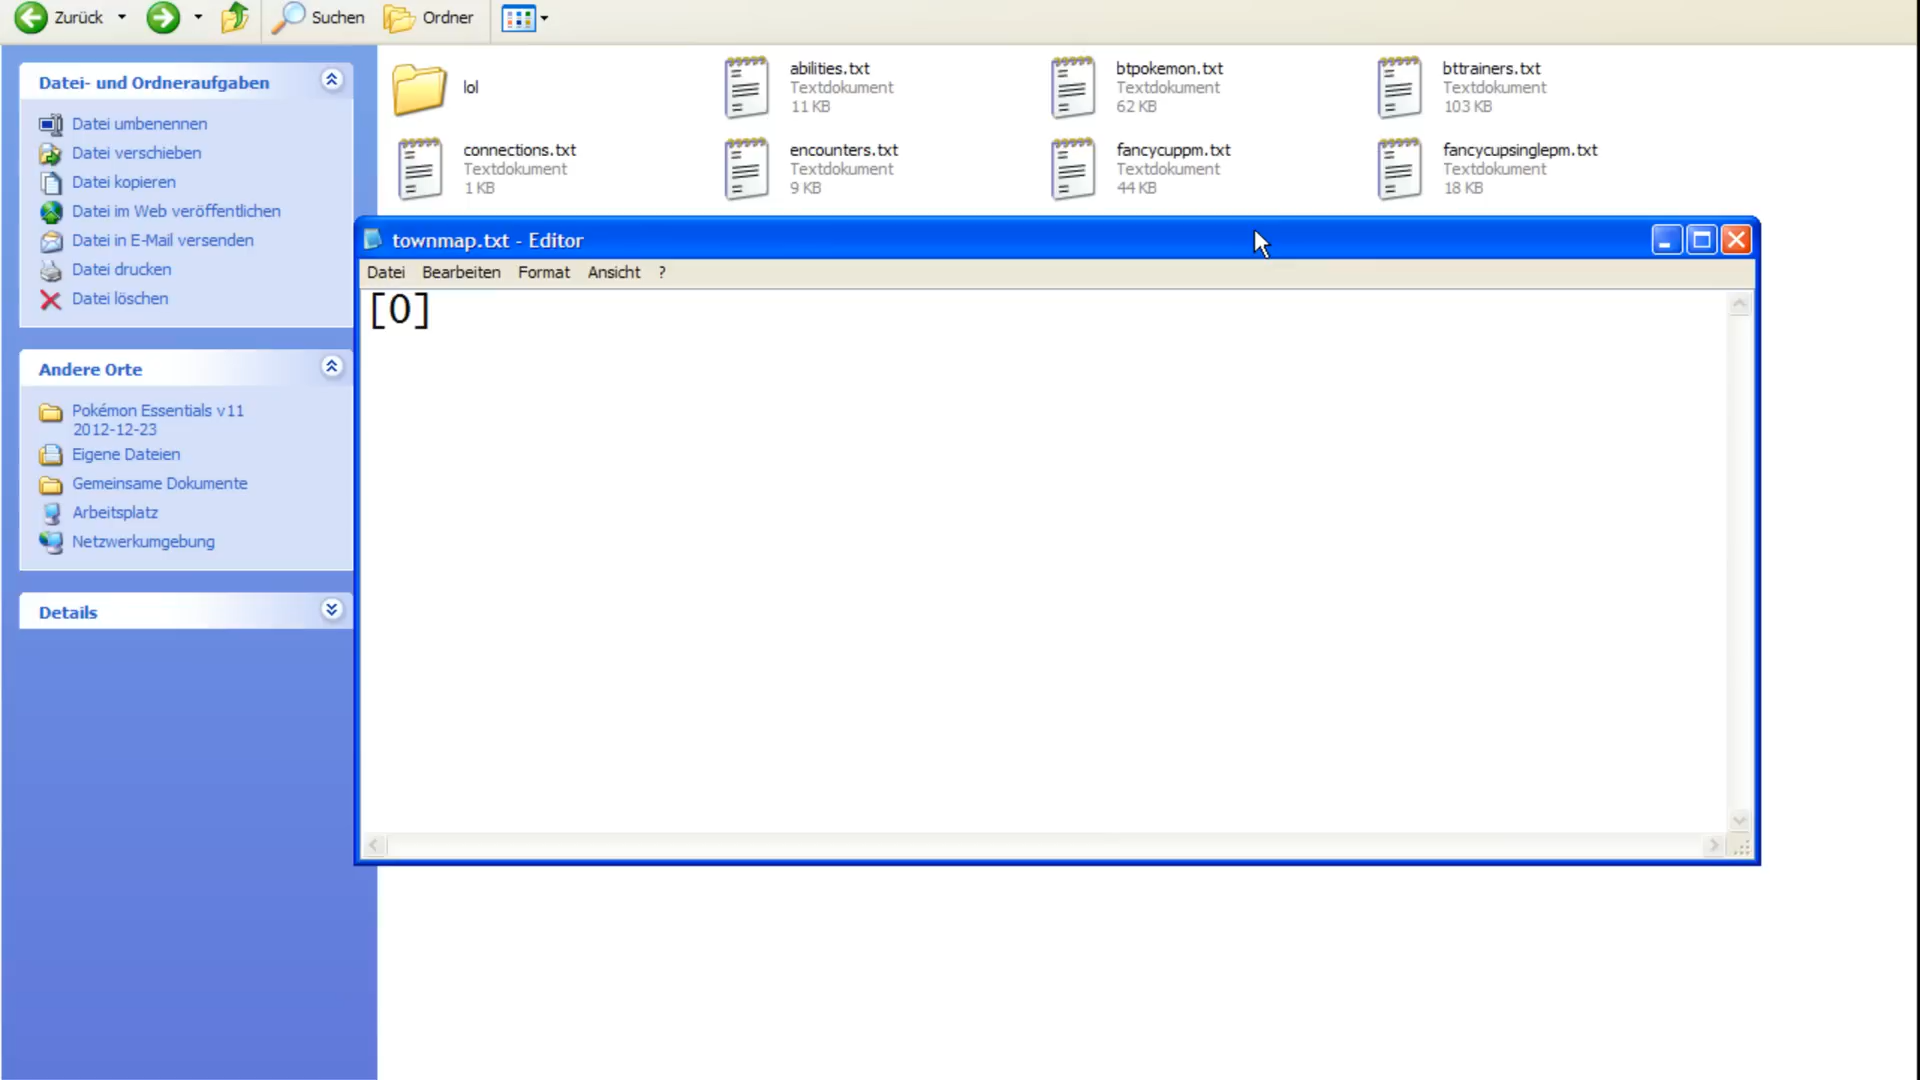 Zurück
Suchen
Ordner
Datei- und Ordneraufgaben
Datei umbenennen
Datei verschieben
Datei kopieren
Datei im Web veröffentlichen
Datei in E-Mail versenden
Datei drucken
Datei löschen
Andere Orte
Pokémon Essentials v11
2012-12-23
Eigene Dateien
Gemeinsame Dokumente
Arbeitsplatz
Netzwerkumgebung
Details
lol
abilities.txt
Textdokument
11 KB
btpokemon.txt
Textdokument
62 KB
bttrainers.txt
Textdokument
103 KB
connections.txt
Textdokument
1 KB
encounters.txt
Textdokument
9 KB
fancycuppm.txt
Textdokument
44 KB
fancycupsinglepm.txt
Textdokument
18 KB
townmap.txt - Editor
Datei Bearbeiten Format Ansicht ?
[0]